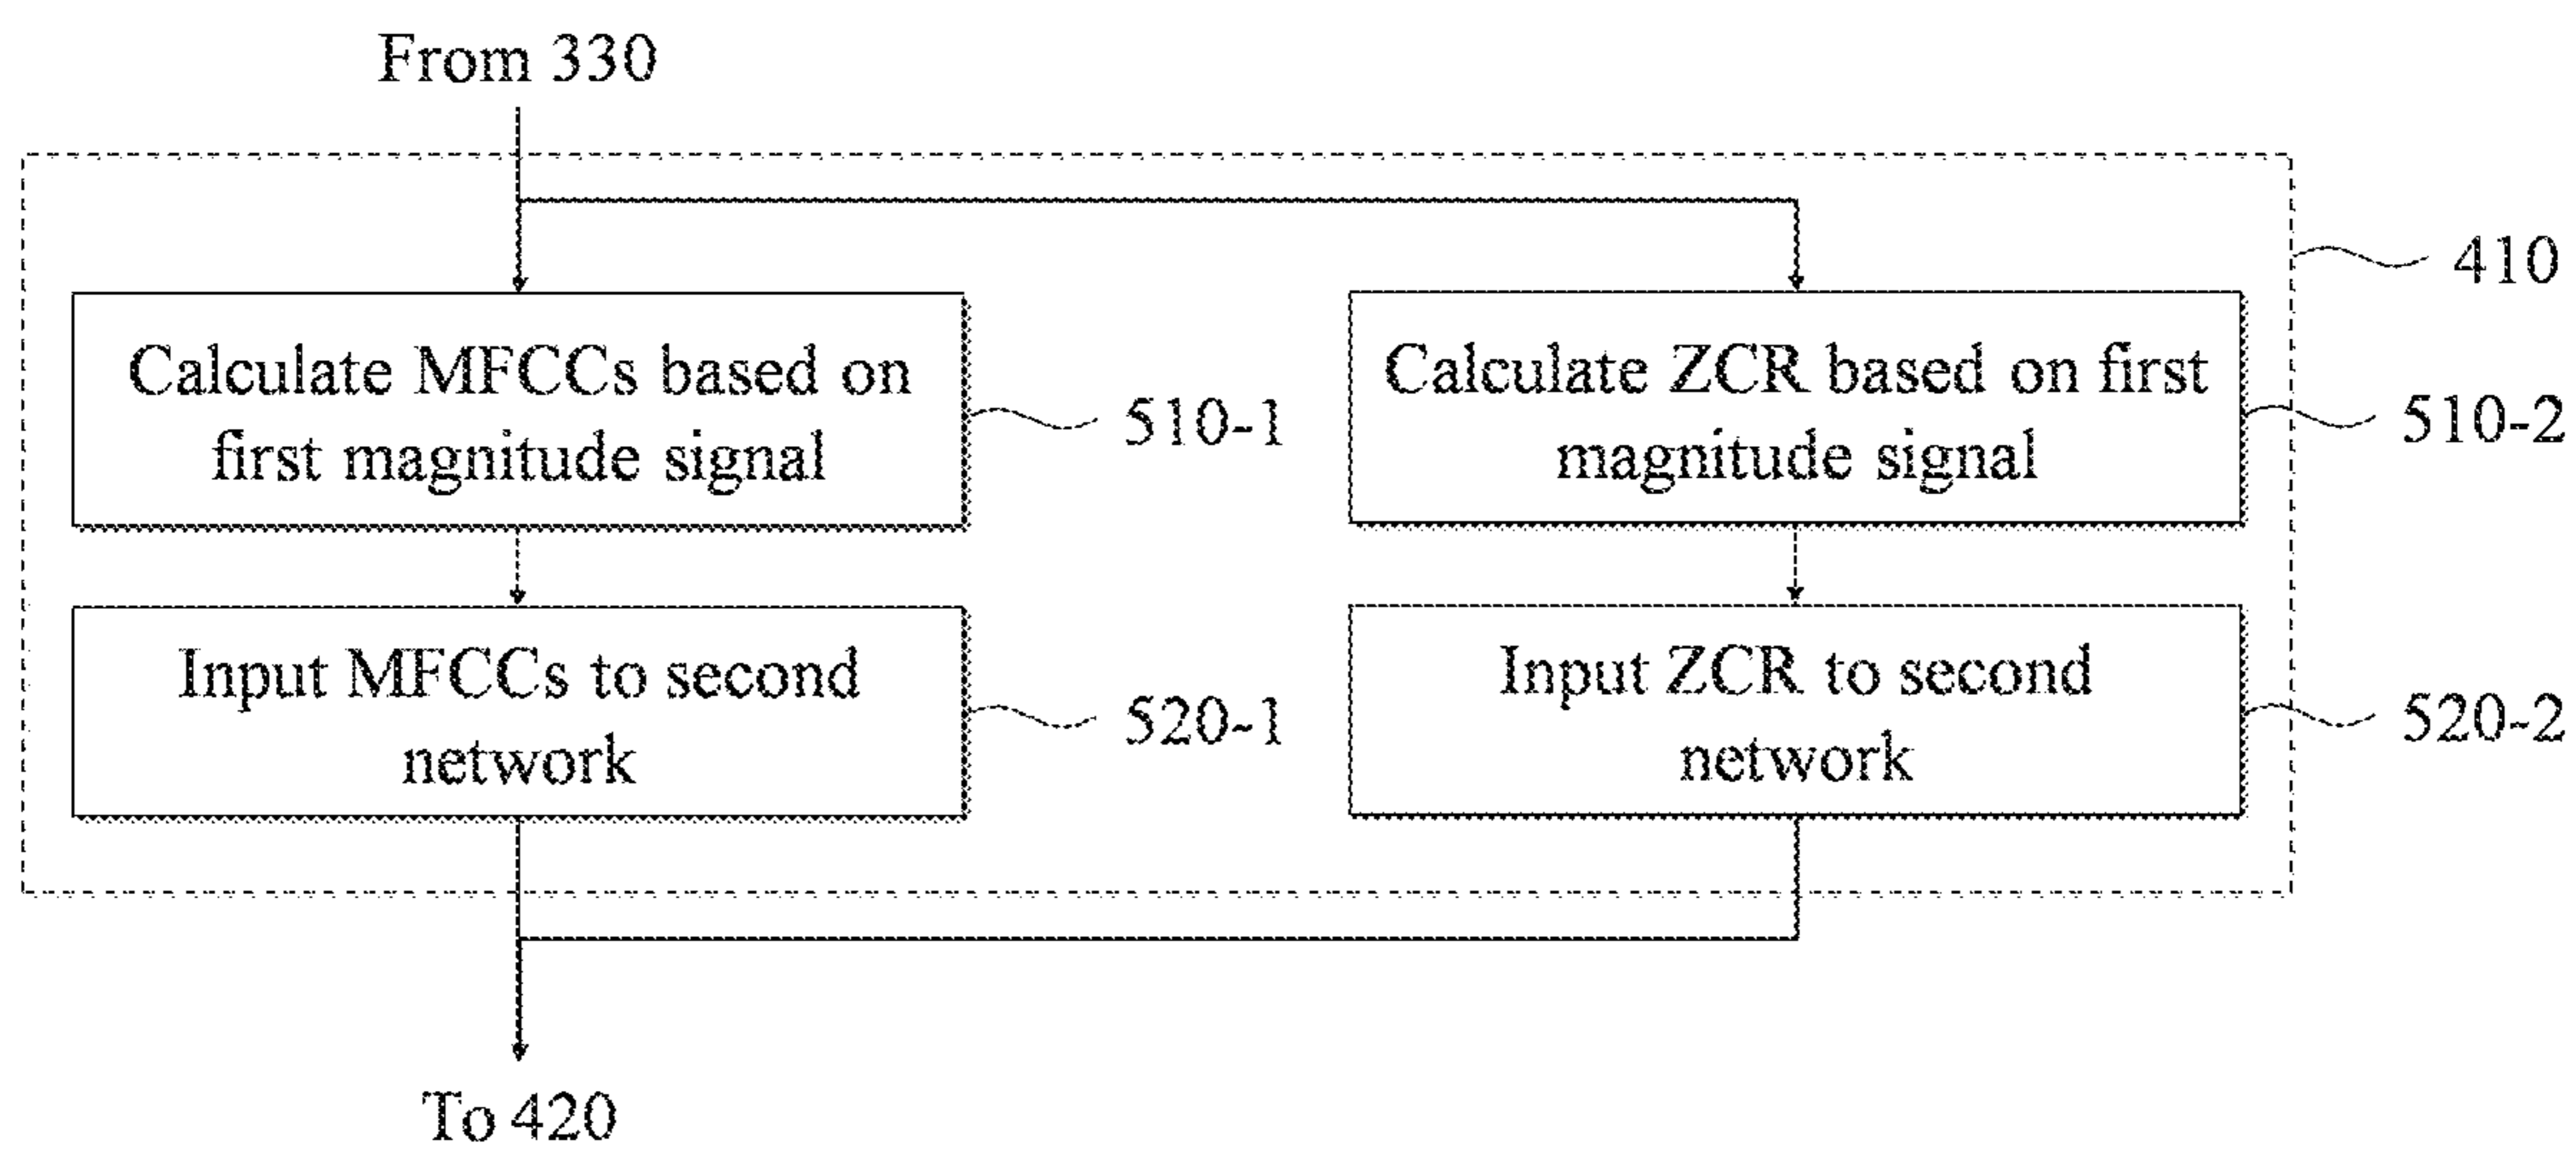 From 330
410
Calculate MFCCs based on
first magnitude signal
510-1
Calculate ZCR based on first
magnitude signal
510-2
Input MFCCs to second
network
520-1
Input ZCR to second
network
520-2
To 420